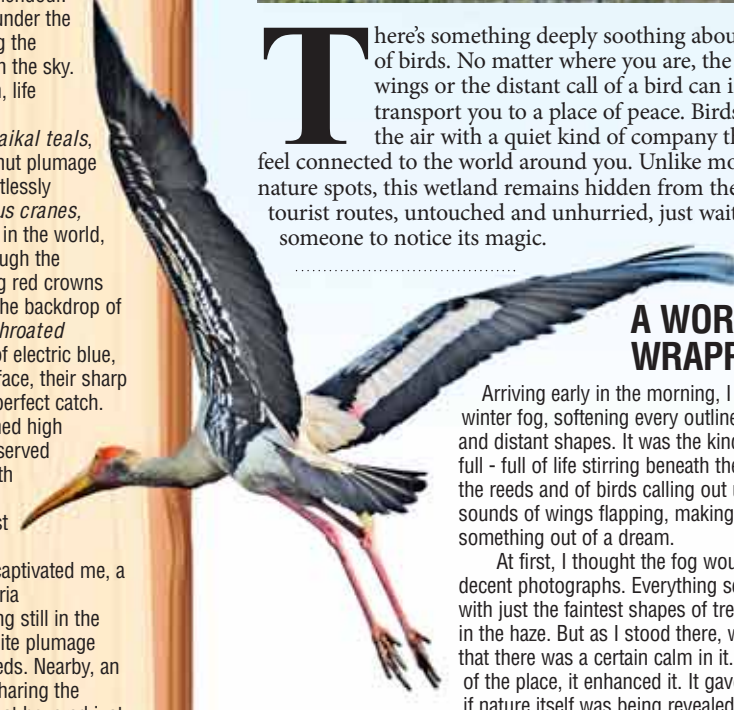 under the
g the
n the sky.
, life
aikal teals,
nut plumage
tlessly
us cranes,
in the world,
ugh the
g red crowns
he backdrop of
hroated
of electric blue,
face, their sharp
perfect catch.
ned high
served
th
st
captivated me, a
ria
ng still in the
ite plumage
eds. Nearby, an
haring the
There's something deeply soothing abou
of birds. No matter where you are, the
wings or the distant call of a bird can i
transport you to a place of peace. Birds
the air with a quiet kind of company th
feel connected to the world around you. Unlike mo
nature spots, this wetland remains hidden from the
tourist routes, untouched and unhurried, just wait
someone to notice its magic.
A WOR
WRAPP
Arriving early in the morning, I
winter fog, softening every outline
and distant shapes. It was the kind
full - full of life stirring beneath the
the reeds and of birds calling out u
sounds of wings flapping, making
something out of a dream.
At first, I thought the fog wou
decent photographs. Everything se
with just the faintest shapes of tre
in the haze. But as I stood there, w
that there was a certain calm in it.
of the place, it enhanced it. It gave
if nature itself was being revealed